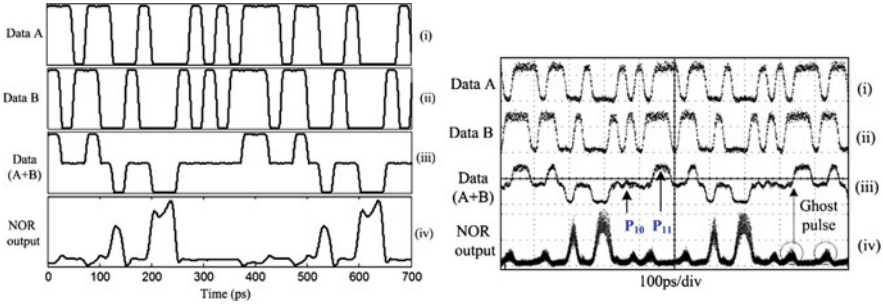 Data A
(i)
Data B
(ii)
Data
(A+B)
(iii)
NOR
output
(iv)
0 100 200 300 400 500 600 700
Time (ps)
Data A
(i)
Data B
(ii)
Data
(A+B)
(iii)
P10
P11
Ghost
pulse
NOR
output
(iv)
100ps/div